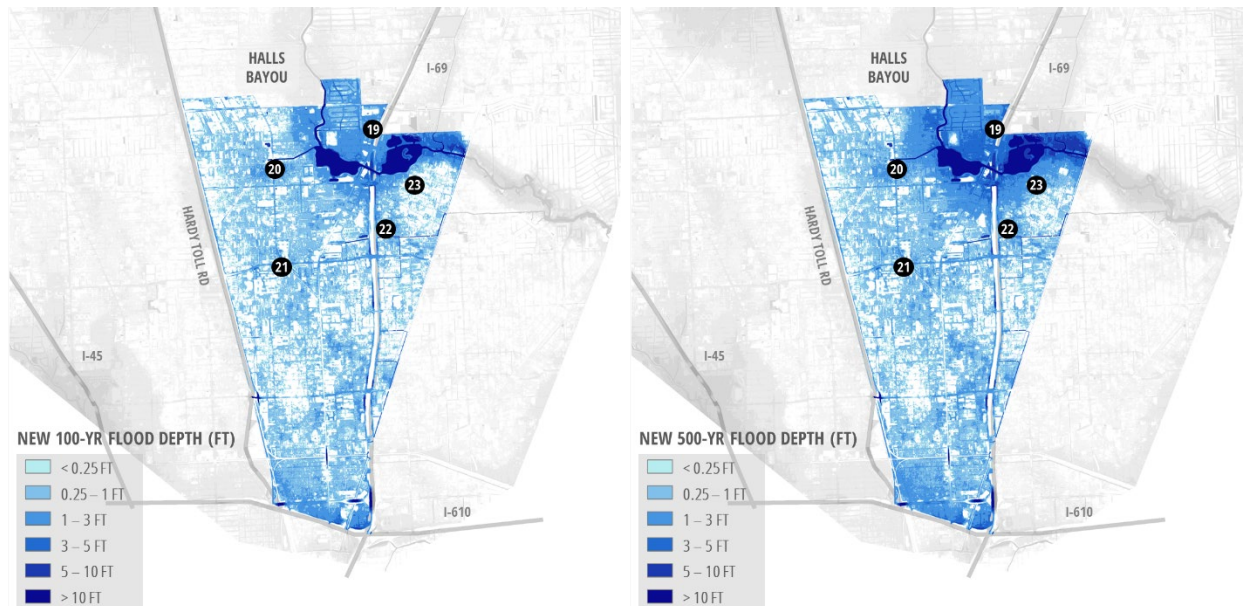 HALLS
BAYOU
I-69
19
20
23
22
21
HARDY TOLL RD
I-45
I-610
NEW 100-YR FLOOD DEPTH (FT)
< 0.25 FT
0.25 – 1 FT
1 – 3 FT
3 – 5 FT
5 – 10 FT
> 10 FT
HALLS
BAYOU
I-69
19
20
23
22
21
HARDY TOLL RD
I-45
I-610
NEW 500-YR FLOOD DEPTH (FT)
< 0.25 FT
0.25 – 1 FT
1 – 3 FT
3 – 5 FT
5 – 10 FT
> 10 FT